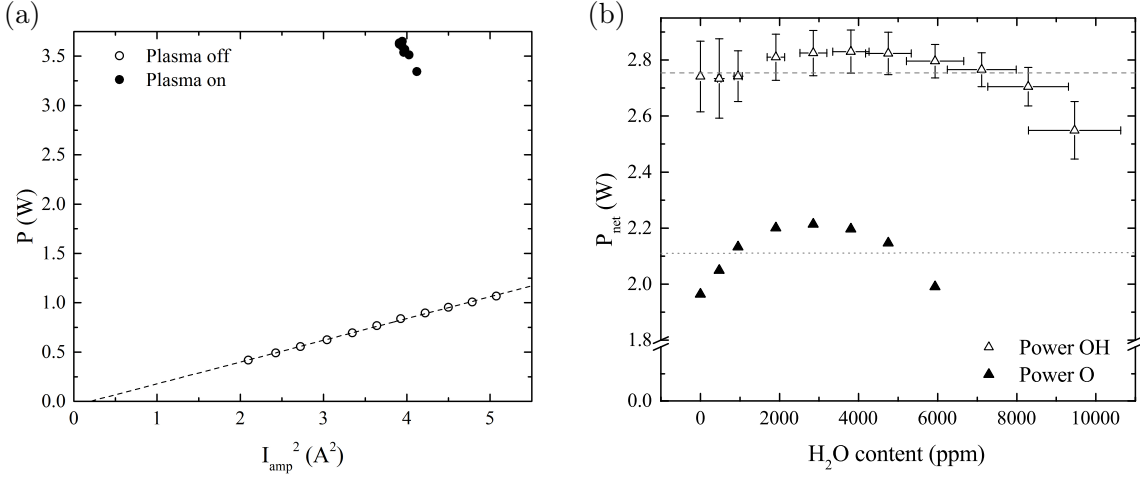 (a)
Plasma off
Plasma on
3.5
3.0
2.5
2.0
1.5
1.0
0.5
0.0
P (W)
0 1 2 3 4 5
I_amp^2 (A^2)
(b)
2.8
2.6
2.4
2.2
2.0
1.8
0.0
P_net (W)
Power OH
Power O
0 2000 4000 6000 8000 10000
H_2O content (ppm)